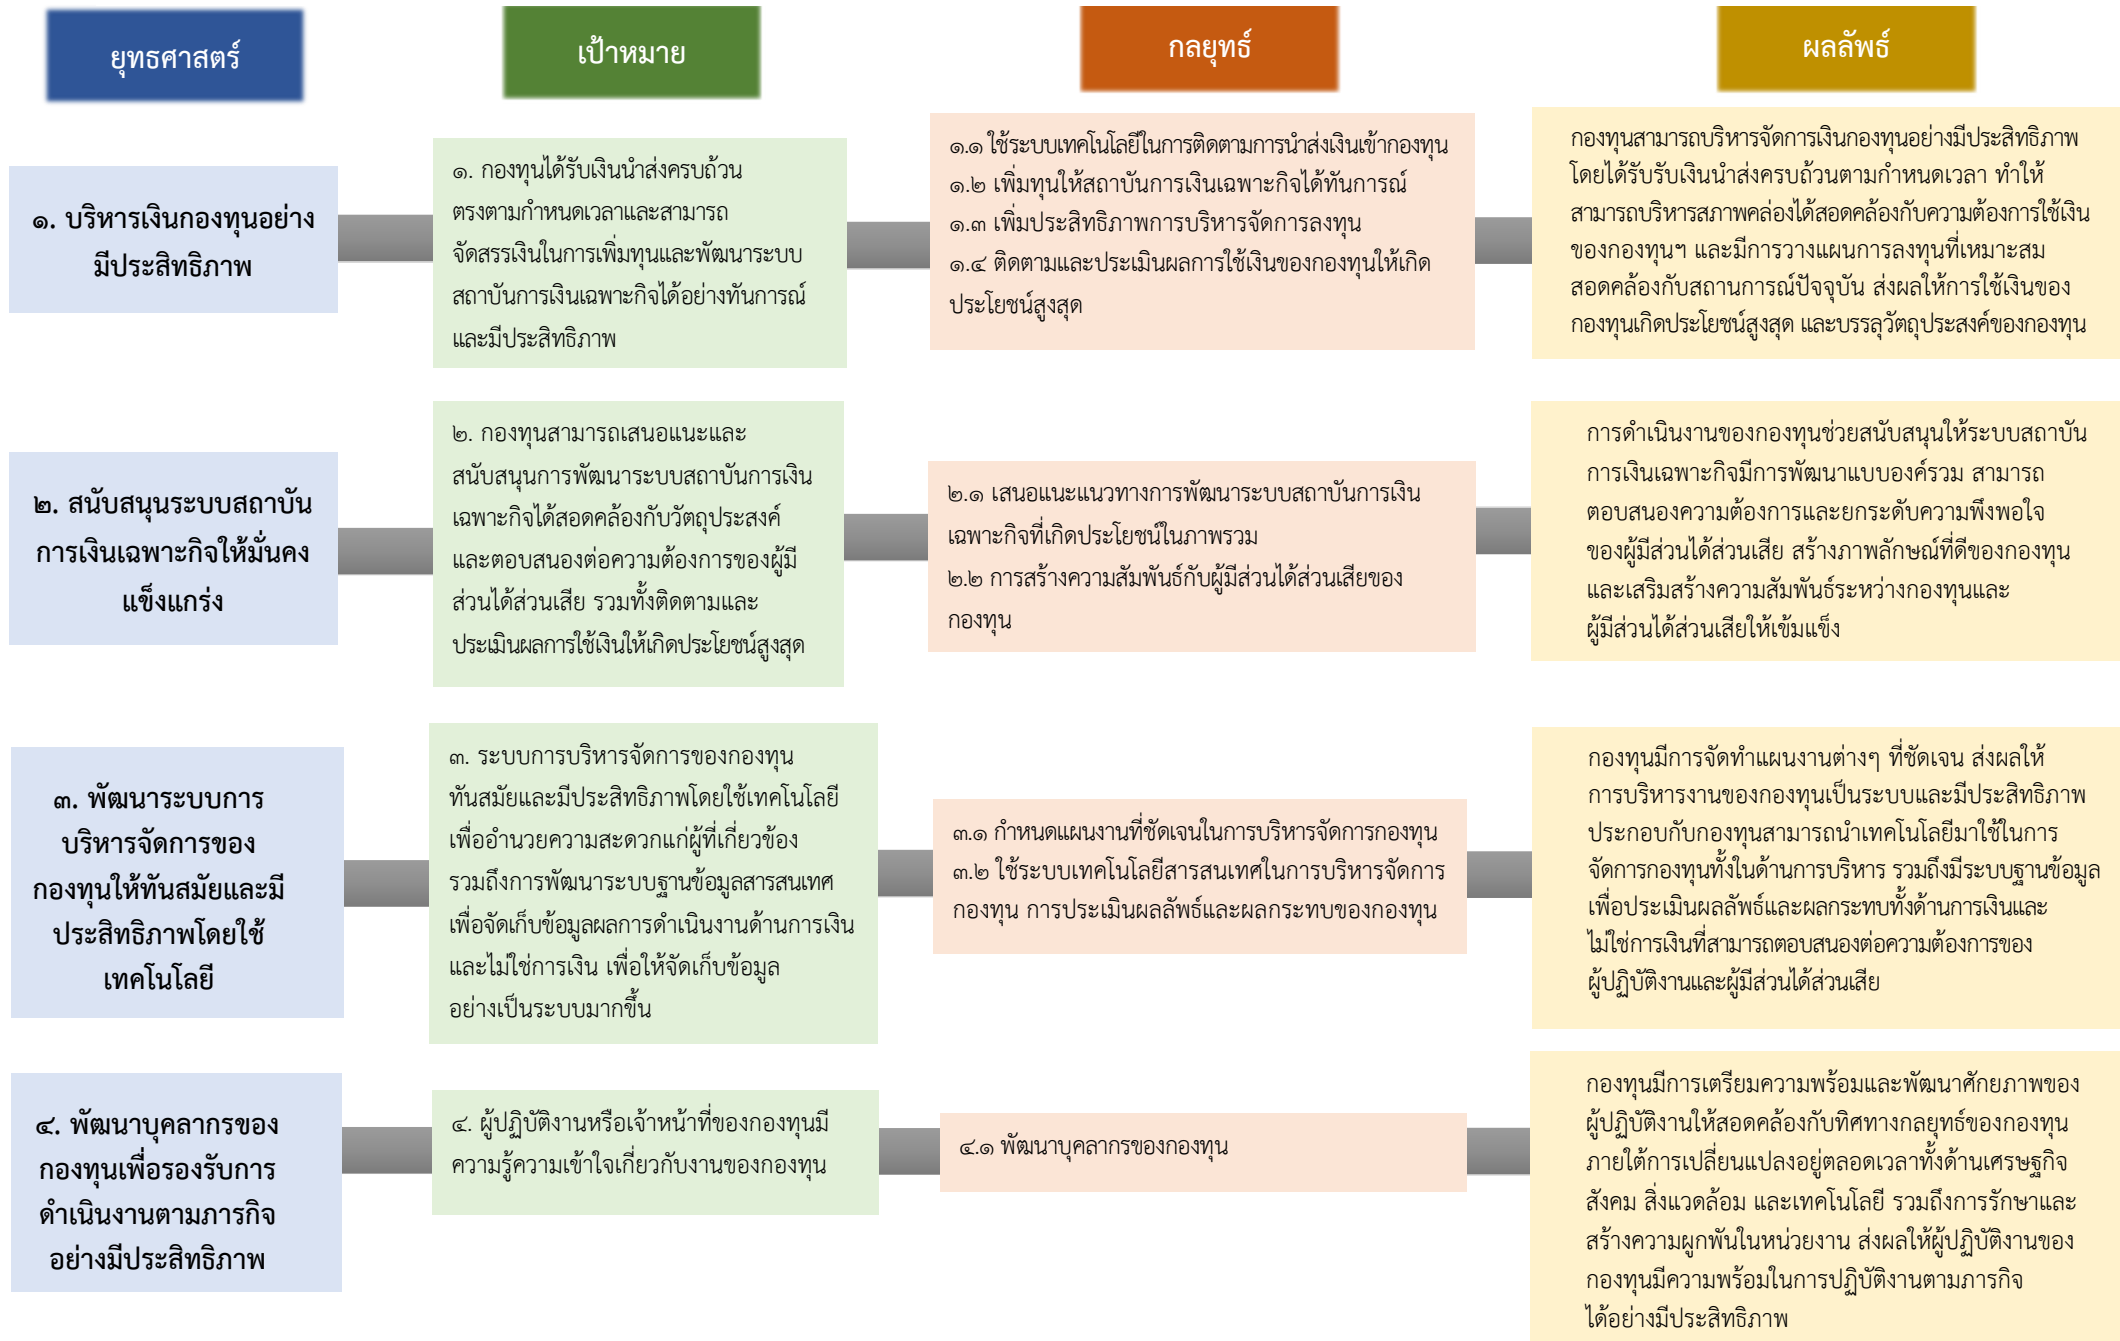 ยุทธศาสตร์
เป้าหมาย
กลยุทธ์
ผลลัพธ์
๑. บริหารเงินกองทุนอย่าง
มีประสิทธิภาพ
๑. กองทุนได้รับเงินนำส่งครบถ้วน
ตรงตามกำหนดเวลาและสามารถ
จัดสรรเงินในการเพิ่มทุนและพัฒนาระบบ
สถาบันการเงินเฉพาะกิจได้อย่างทันการณ์
และมีประสิทธิภาพ
๑.๑ ใช้ระบบเทคโนโลยีในการติดตามการนำส่งเงินเข้ากองทุน
๑.๒ เพิ่มทุนให้สถาบันการเงินเฉพาะกิจได้ทันการณ์
๑.๓ เพิ่มประสิทธิภาพการบริหารจัดการลงทุน
๑.๔ ติดตามและประเมินผลการใช้เงินของกองทุนให้เกิด
ประโยชน์สูงสุด
กองทุนสามารถบริหารจัดการเงินกองทุนอย่างมีประสิทธิภาพ
โดยได้รับรับเงินนำส่งครบถ้วนตามกำหนดเวลา ทำให้
สามารถบริหารสภาพคล่องได้สอดคล้องกับความต้องการใช้เงิน
ของกองทุนฯ และมีการวางแผนการลงทุนที่เหมาะสม
สอดคล้องกับสถานการณ์ปัจจุบัน ส่งผลให้การใช้เงินของ
กองทุนเกิดประโยชน์สูงสุด และบรรลุวัตถุประสงค์ของกองทุน
๒. สนับสนุนระบบสถาบัน
การเงินเฉพาะกิจให้มั่นคง
แข็งแกร่ง
๒. กองทุนสามารถเสนอแนะและ
สนับสนุนการพัฒนาระบบสถาบันการเงิน
เฉพาะกิจได้สอดคล้องกับวัตถุประสงค์
และตอบสนองต่อความต้องการของผู้มี
ส่วนได้ส่วนเสีย รวมทั้งติดตามและ
ประเมินผลการใช้เงินให้เกิดประโยชน์สูงสุด
๒.๑ เสนอแนะแนวทางการพัฒนาระบบสถาบันการเงิน
เฉพาะกิจที่เกิดประโยชน์ในภาพรวม
๒.๒ การสร้างความสัมพันธ์กับผู้มีส่วนได้ส่วนเสียของ
กองทุน
การดำเนินงานของกองทุนช่วยสนับสนุนให้ระบบสถาบัน
การเงินเฉพาะกิจมีการพัฒนาแบบองค์รวม สามารถ
ตอบสนองความต้องการและยกระดับความพึงพอใจ
ของผู้มีส่วนได้ส่วนเสีย สร้างภาพลักษณ์ที่ดีของกองทุน
และเสริมสร้างความสัมพันธ์ระหว่างกองทุนและ
ผู้มีส่วนได้ส่วนเสียให้เข้มแข็ง
๓. พัฒนาระบบการ
บริหารจัดการของ
กองทุนให้ทันสมัยและมี
ประสิทธิภาพโดยใช้
เทคโนโลยี
๓. ระบบการบริหารจัดการของกองทุน
ทันสมัยและมีประสิทธิภาพโดยใช้เทคโนโลยี
เพื่ออำนวยความสะดวกแก่ผู้ที่เกี่ยวข้อง
รวมถึงการพัฒนาระบบฐานข้อมูลสารสนเทศ
เพื่อจัดเก็บข้อมูลผลการดำเนินงานด้านการเงิน
และไม่ใช่การเงิน เพื่อให้จัดเก็บข้อมูล
อย่างเป็นระบบมากขึ้น
๓.๑ กำหนดแผนงานที่ชัดเจนในการบริหารจัดการกองทุน
๓.๒ ใช้ระบบเทคโนโลยีสารสนเทศในการบริหารจัดการ
กองทุน การประเมินผลลัพธ์และผลกระทบของกองทุน
กองทุนมีการจัดทำแผนงานต่างๆ ที่ชัดเจน ส่งผลให้
การบริหารงานของกองทุนเป็นระบบและมีประสิทธิภาพ
ประกอบกับกองทุนสามารถนำเทคโนโลยีมาใช้ในการ
จัดการกองทุนทั้งในด้านการบริหาร รวมถึงมีระบบฐานข้อมูล
เพื่อประเมินผลลัพธ์และผลกระทบทั้งด้านการเงินและ
ไม่ใช่การเงินที่สามารถตอบสนองต่อความต้องการของ
ผู้ปฏิบัติงานและผู้มีส่วนได้ส่วนเสีย
๔. พัฒนาบุคลากรของ
กองทุนเพื่อรองรับการ
ดำเนินงานตามภารกิจ
อย่างมีประสิทธิภาพ
๔. ผู้ปฏิบัติงานหรือเจ้าหน้าที่ของกองทุนมี
ความรู้ความเข้าใจเกี่ยวกับงานของกองทุน
๔.๑ พัฒนาบุคลากรของกองทุน
กองทุนมีการเตรียมความพร้อมและพัฒนาศักยภาพของ
ผู้ปฏิบัติงานให้สอดคล้องกับทิศทางกลยุทธ์ของกองทุน
ภายใต้การเปลี่ยนแปลงอยู่ตลอดเวลาทั้งด้านเศรษฐกิจ
สังคม สิ่งแวดล้อม และเทคโนโลยี รวมถึงการรักษาและ
สร้างความผูกพันในหน่วยงาน ส่งผลให้ผู้ปฏิบัติงานของ
กองทุนมีความพร้อมในการปฏิบัติงานตามภารกิจ
ได้อย่างมีประสิทธิภาพ